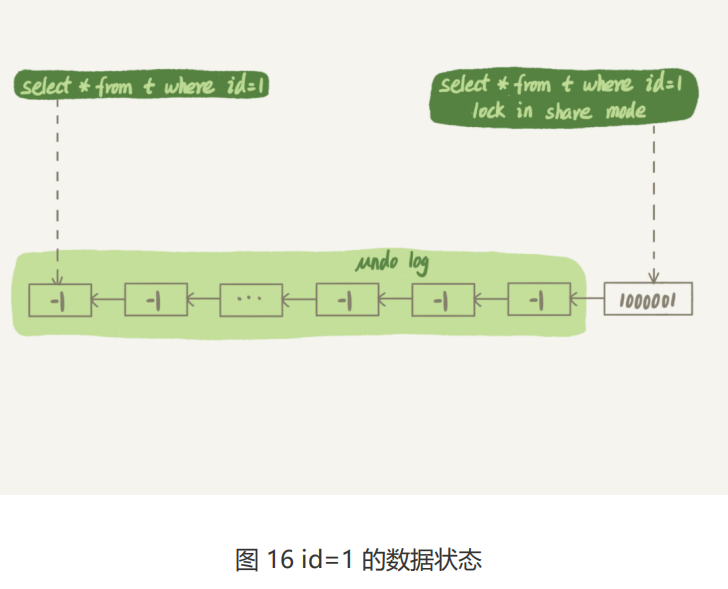 select * from t where id=1
select * from t where id=1
lock in share mode
undo log
-1
-1
...
-1
-1
-1
1000001
图 16 id=1 的数据状态